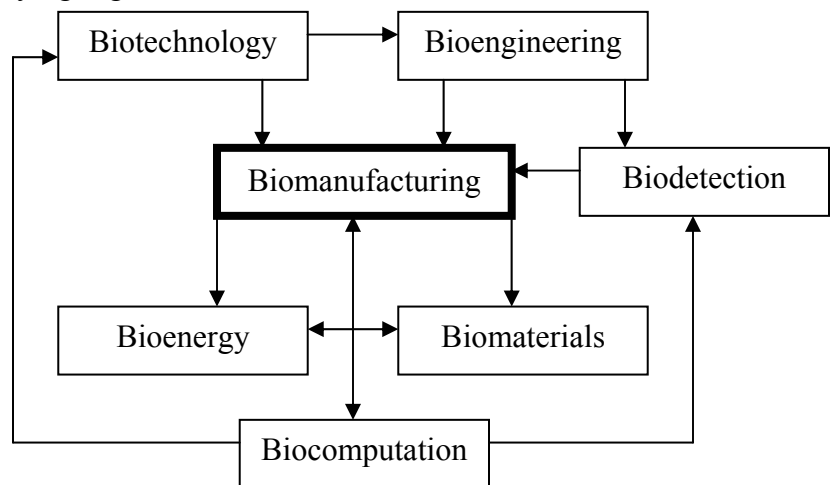 Biotechnology
Bioengineering
Biomanufacturing
Biodetection
Bioenergy
Biomaterials
Biocomputation